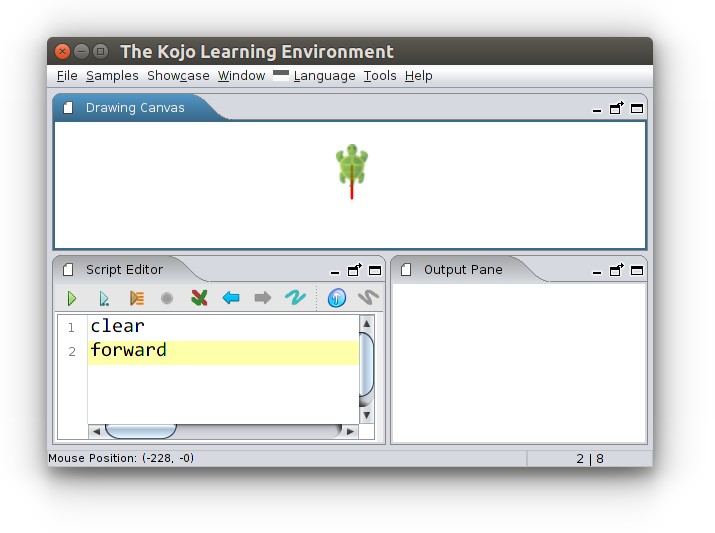 The Kojo Learning Environment
File Samples Showcase Window Language Tools Help
Drawing Canvas
Script Editor
Output Pane
1 clear
2 forward
Mouse Position: (-228, -0)
2 | 8